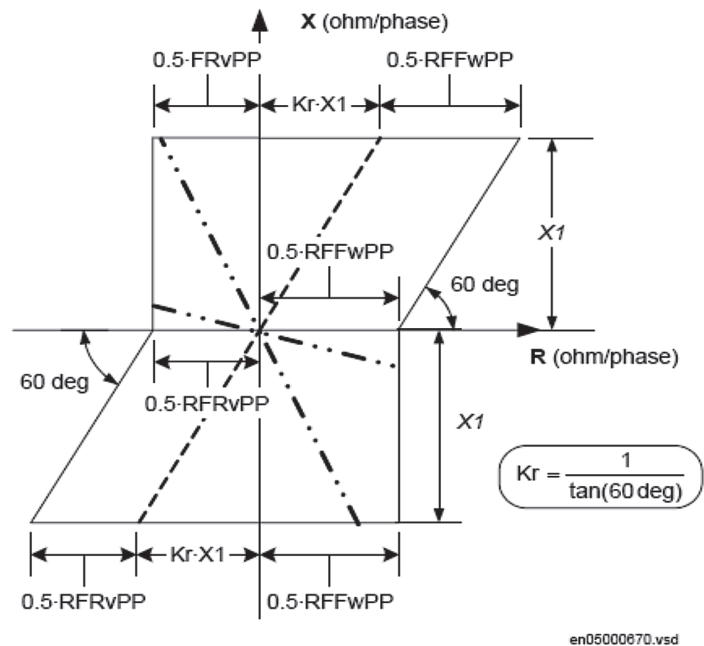 X (ohm/phase)
0.5·FRvPP
0.5·RFFwPP
Kr·X1
X1
0.5·RFFwPP
60 deg
R (ohm/phase)
60 deg
0.5·RFRvPP
X1
Kr = 1 / tan(60 deg)
Kr·X1
0.5·RFRvPP
0.5·RFFwPP
en05000670.vsd